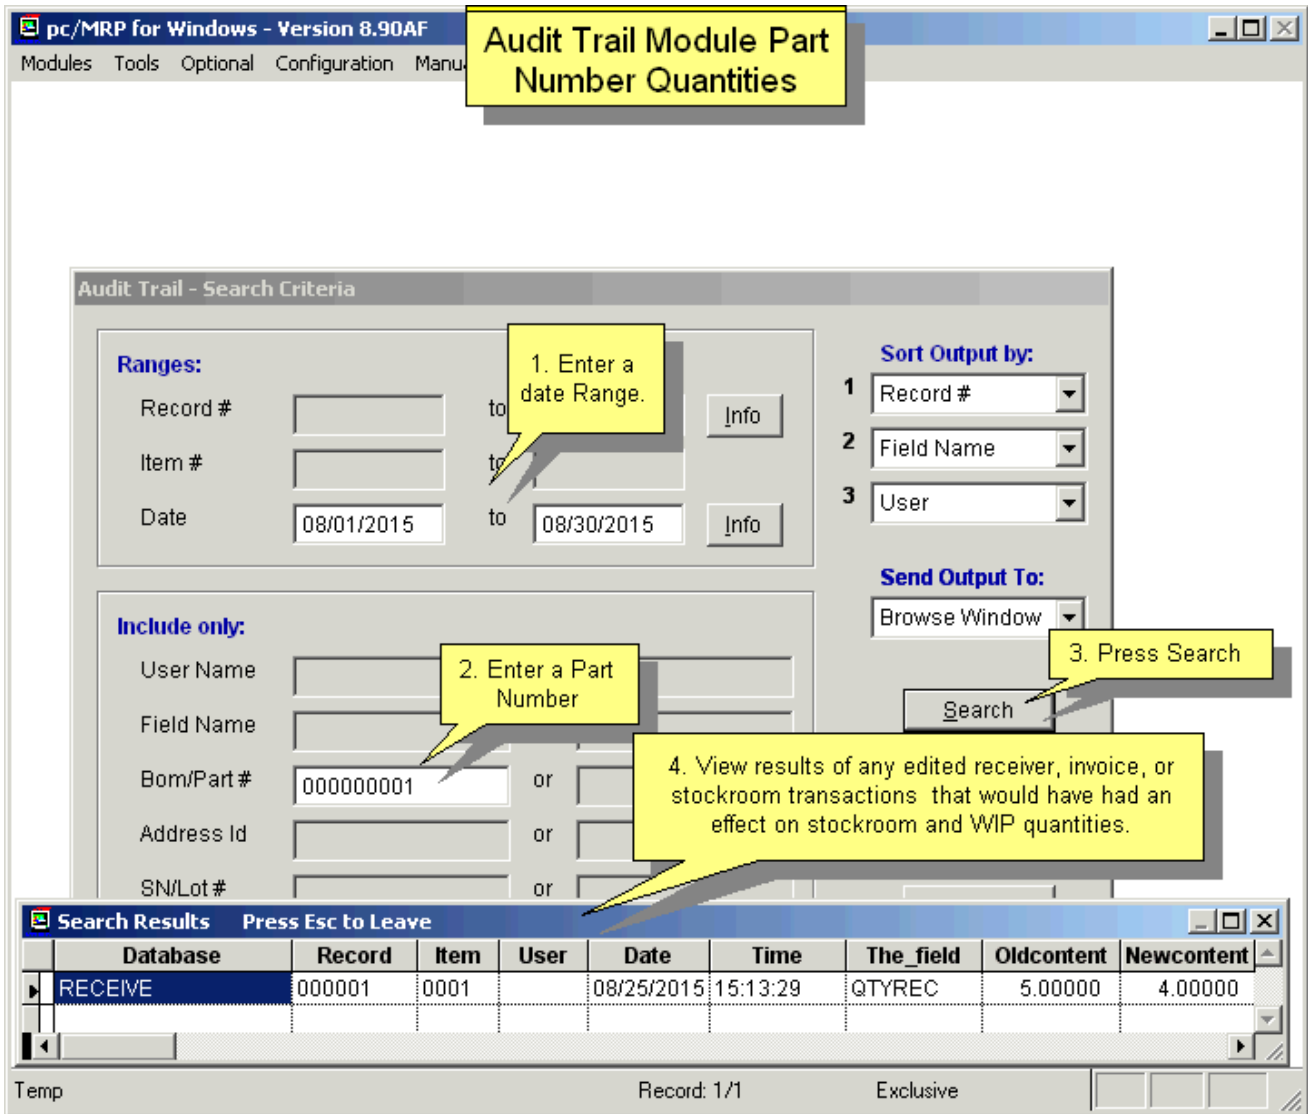 pc/MRP for Windows - Version 8.90AF
Audit Trail Module Part
Number Quantities
Modules Tools Optional Configuration
Audit Trail - Search Criteria
Ranges:
1. Enter a
date Range.
Record # to Info
Item # to
Date 08/01/2015 to 08/30/2015 Info
Sort Output by:
1 Record #
2 Field Name
3 User
Send Output To:
Browse Window
3. Press Search
Search
Include only:
2. Enter a Part
Number
User Name
Field Name
Bom/Part # 000000001 or
Address Id or
SN/Lot # or
4. View results of any edited receiver, invoice, or
stockroom transactions that would have had an
effect on stockroom and WIP quantities.
Search Results Press Esc to Leave
Database Record Item User Date Time The_field Oldcontent Newcontent
RECEIVE 000001 0001 08/25/2015 15:13:29 QTYREC 5.00000 4.00000
Temp Record: 1/1 Exclusive